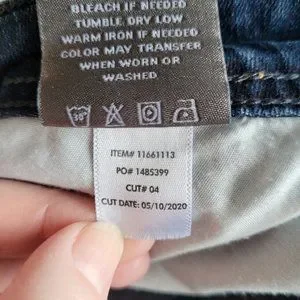 BLEACH IF NEEDED
TUMBLE DRY LOW
WARM IRON IF NEEDED
COLOR MAY TRANSFER
WHEN WORN OR
WASHED
30°
ITEM# 11661113
PO# 1485399
CUT# 04
CUT DATE: 05/10/2020